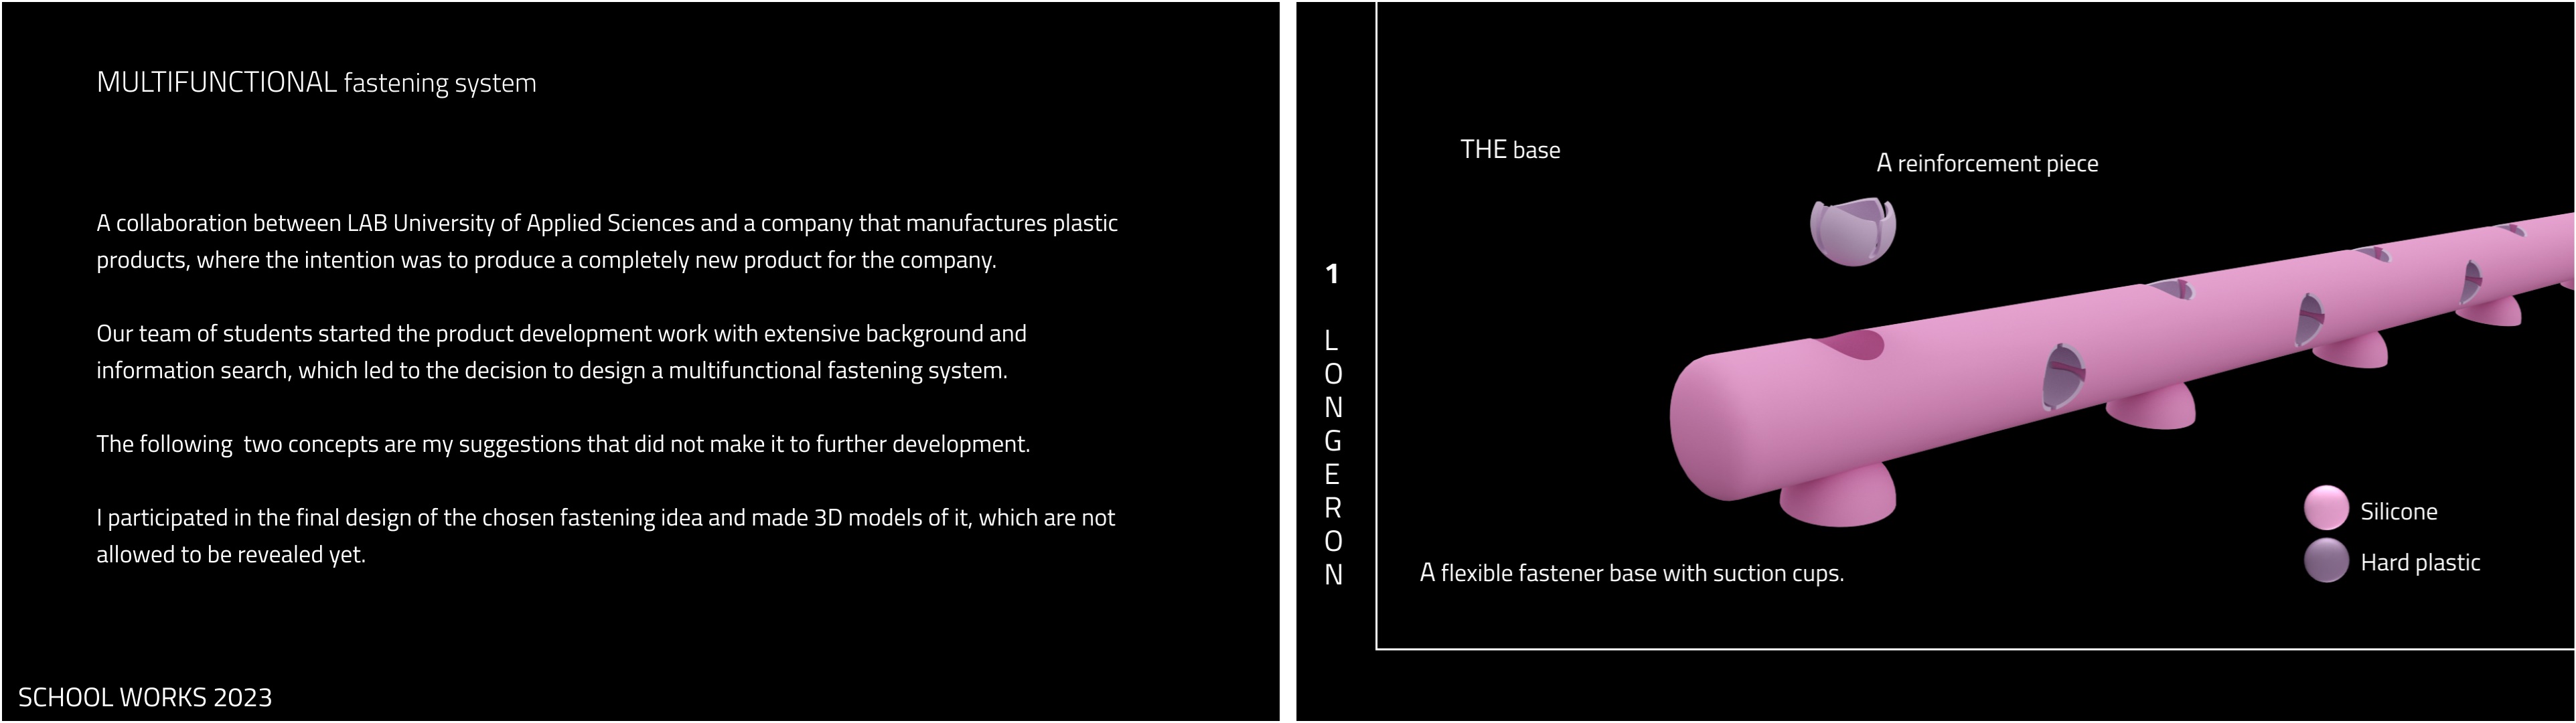 MULTIFUNCTIONAL fastening system
A collaboration between LAB University of Applied Sciences and a company that manufactures plastic
products, where the intention was to produce a completely new product for the company.
Our team of students started the product development work with extensive background and
information search, which led to the decision to design a multifunctional fastening system.
The following  two concepts are my suggestions that did not make it to further development.
I participated in the final design of the chosen fastening idea and made 3D models of it, which are not
allowed to be revealed yet.
SCHOOL WORKS 2023
1
LONGERON
THE base
A reinforcement piece
Silicone
Hard plastic
A flexible fastener base with suction cups.